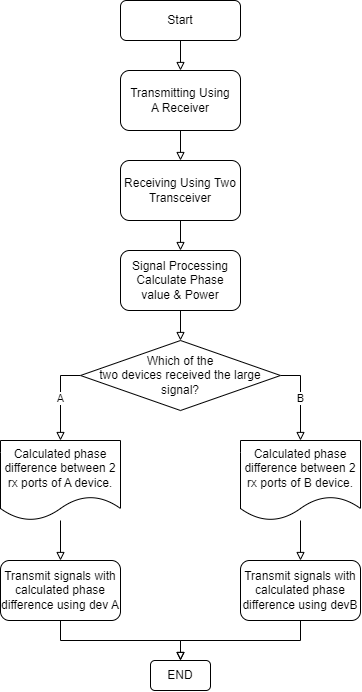 Start
Transmitting Using
A Receiver
Receiving Using Two
Transceiver
Signal Processing
Calculate Phase
value & Power
Which of the
two devices received the large
signal?
A
B
Calculated phase
difference between 2
rx ports of A device.
Calculated phase
difference between 2
rx ports of B device.
Transmit signals with
calculated phase
difference using dev A
Transmit signals with
calculated phase
difference using devB
END